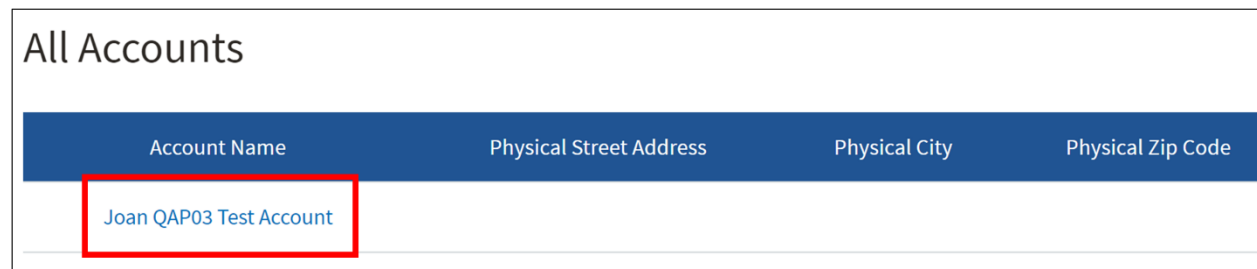 All Accounts
Account Name Physical Street Address Physical City Physical Zip Code
Joan QAP03 Test Account